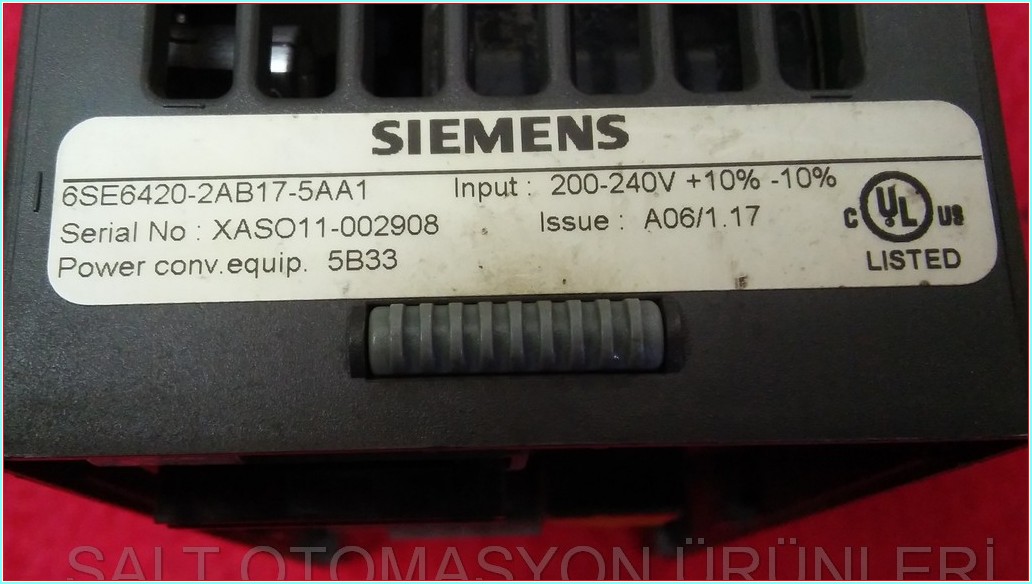 SIEMENS
6SE6420-2AB17-5AA1 Input : 200-240V +10% -10%
Serial No : XASO11-002908 Issue : A06/1.17
Power conv.equip. 5B33
C UL US
LISTED
SALT OTOMASYON ÜRÜNLERİ